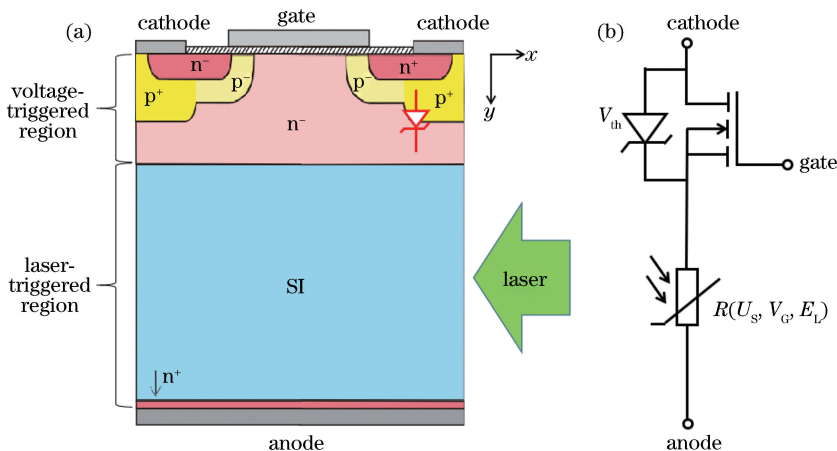 (a)
cathode
gate
cathode
(b)
cathode
voltage-
triggered
region
n⁻
n⁺
p⁺
p⁻
p⁻
p⁺
n⁻
x
y
V_th
gate
laser-
triggered
region
SI
laser
R(U_S, V_G, E_L)
n⁺
anode
anode